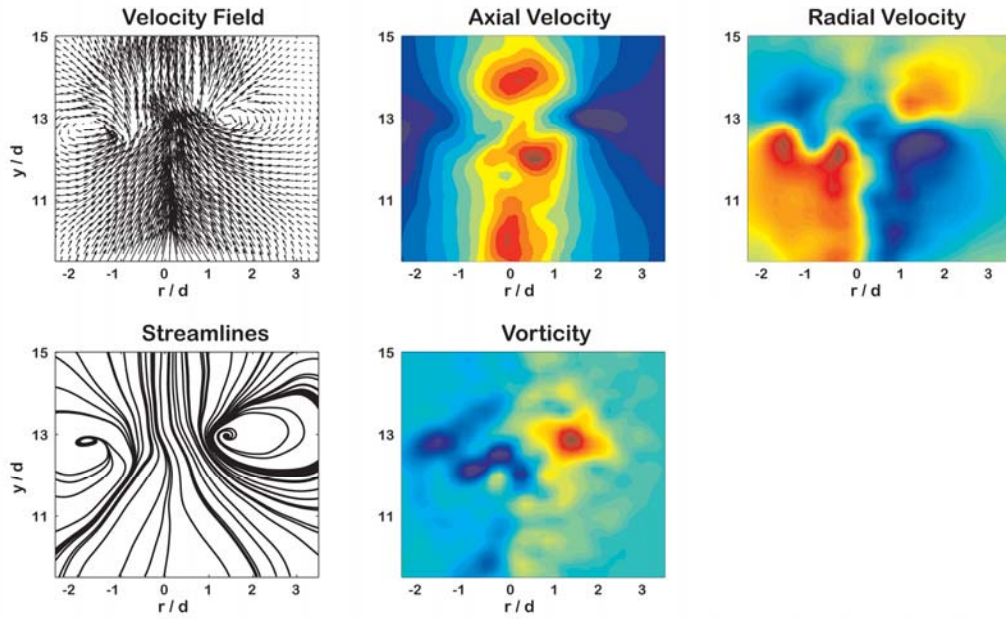 Velocity Field
15
13
11
y / d
-2 -1 0 1 2 3
r / d
Axial Velocity
15
13
11
-2 -1 0 1 2 3
r / d
Radial Velocity
15
13
11
-2 -1 0 1 2 3
r / d
Streamlines
15
13
11
y / d
-2 -1 0 1 2 3
r / d
Vorticity
15
13
11
-2 -1 0 1 2 3
r / d